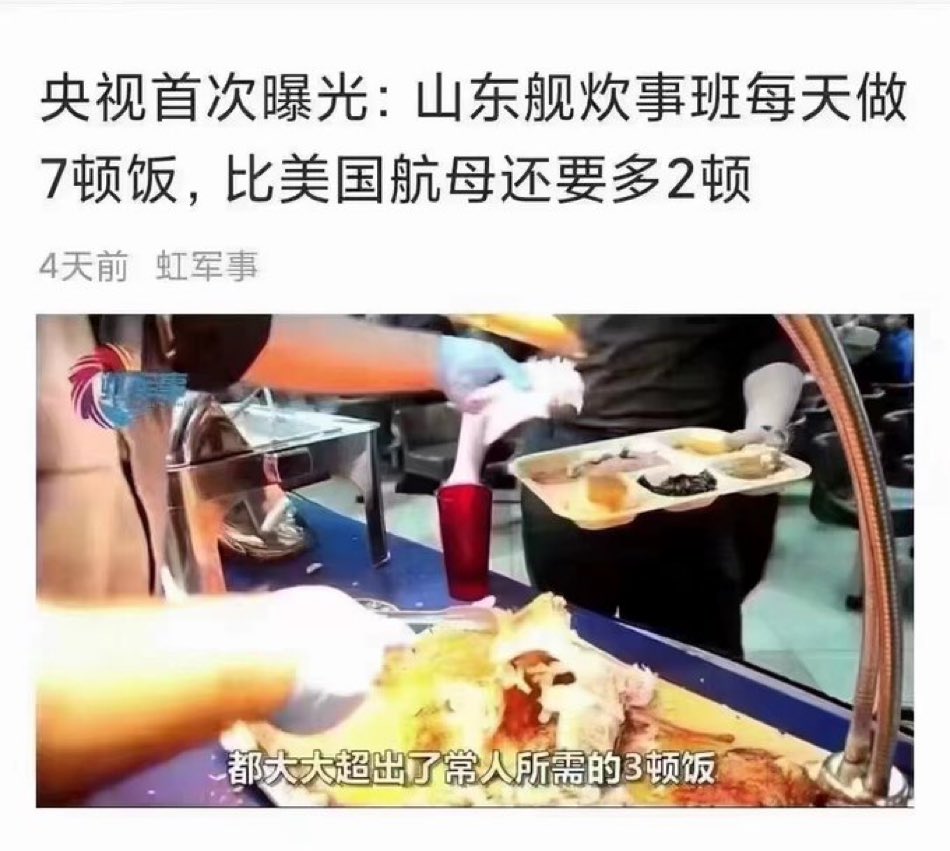 央视首次曝光：山东舰炊事班每天做
7顿饭，比美国航母还要多2顿
4天前 虹军事
都大大超出了常人所需的3顿饭